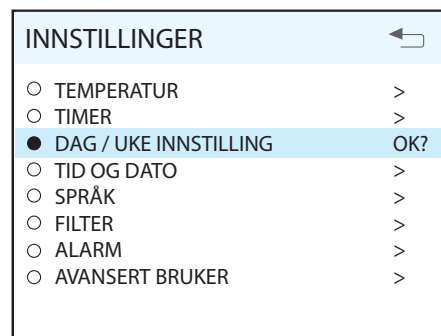 INNSTILLINGER
TEMPERATUR >
TIMER >
DAG / UKE INNSTILLING OK?
TID OG DATO >
SPRÅK >
FILTER >
ALARM >
AVANSERT BRUKER >